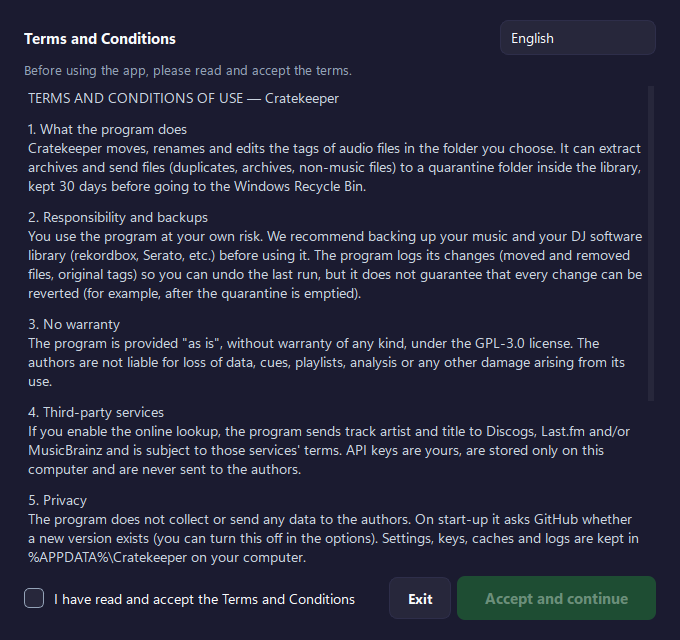 Terms and Conditions
English
Before using the app, please read and accept the terms.
TERMS AND CONDITIONS OF USE — Cratekeeper
1. What the program does
Cratekeeper moves, renames and edits the tags of audio files in the folder you choose. It can extract
archives and send files (duplicates, archives, non-music files) to a quarantine folder inside the library,
kept 30 days before going to the Windows Recycle Bin.
2. Responsibility and backups
You use the program at your own risk. We recommend backing up your music and your DJ software
library (rekordbox, Serato, etc.) before using it. The program logs its changes (moved and removed
files, original tags) so you can undo the last run, but it does not guarantee that every change can be
reverted (for example, after the quarantine is emptied).
3. No warranty
The program is provided "as is", without warranty of any kind, under the GPL-3.0 license. The
authors are not liable for loss of data, cues, playlists, analysis or any other damage arising from its
use.
4. Third-party services
If you enable the online lookup, the program sends track artist and title to Discogs, Last.fm and/or
MusicBrainz and is subject to those services' terms. API keys are yours, are stored only on this
computer and are never sent to the authors.
5. Privacy
The program does not collect or send any data to the authors. On start-up it asks GitHub whether
a new version exists (you can turn this off in the options). Settings, keys, caches and logs are kept in
%APPDATA%\Cratekeeper on your computer.
I have read and accept the Terms and Conditions
Exit
Accept and continue